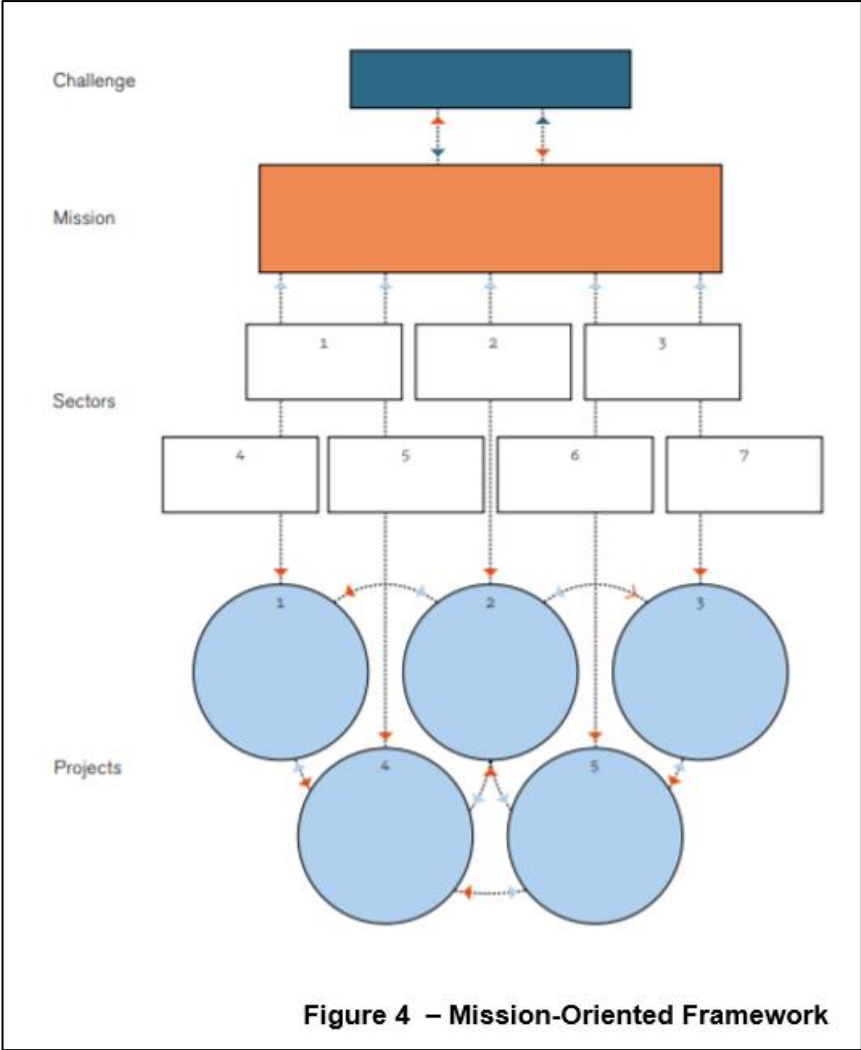 Challenge
Mission
1 2 3
Sectors
4 5 6 7
1 2 3
Projects
4 5
Figure 4 – Mission-Oriented Framework